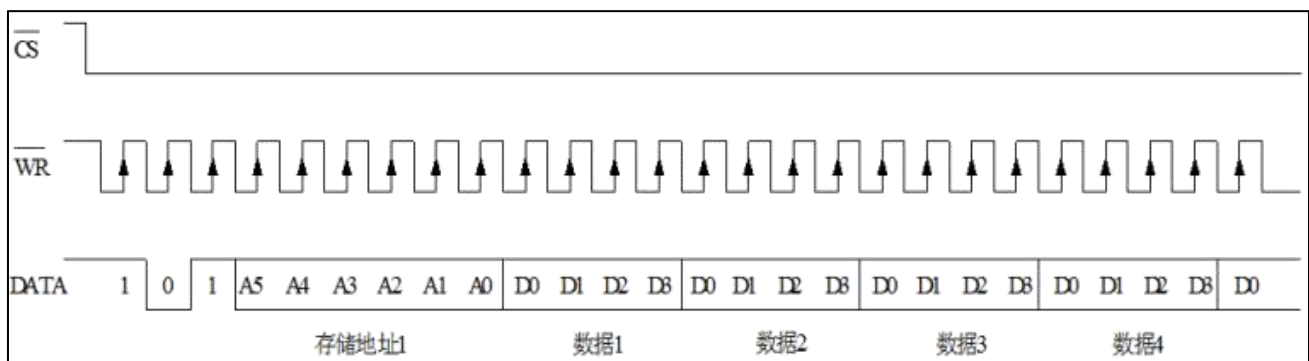 CS
WR
DATA 1 0 1 A5 A4 A3 A2 A1 A0 D0 D1 D2 D3 D0 D1 D2 D3 D0 D1 D2 D3 D0 D1 D2 D3 D0
存储地址1 数据1 数据2 数据3 数据4